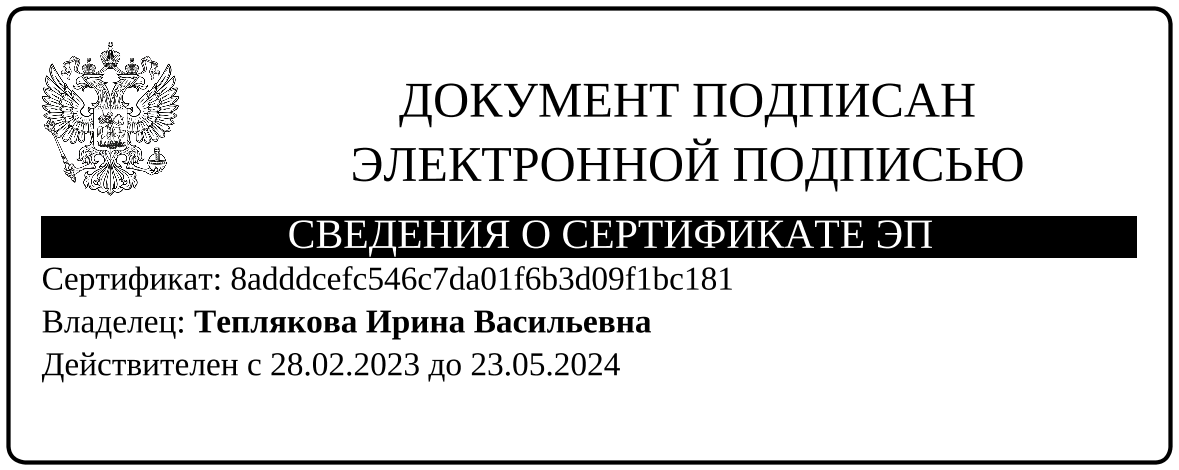 ДОКУМЕНТ ПОДПИСАН
ЭЛЕКТРОННОЙ ПОДПИСЬЮ
СВЕДЕНИЯ О СЕРТИФИКАТЕ ЭП
Сертификат: 8adddcefc546c7da01f6b3d09f1bc181
Владелец: Теплякова Ирина Васильевна
Действителен с 28.02.2023 до 23.05.2024